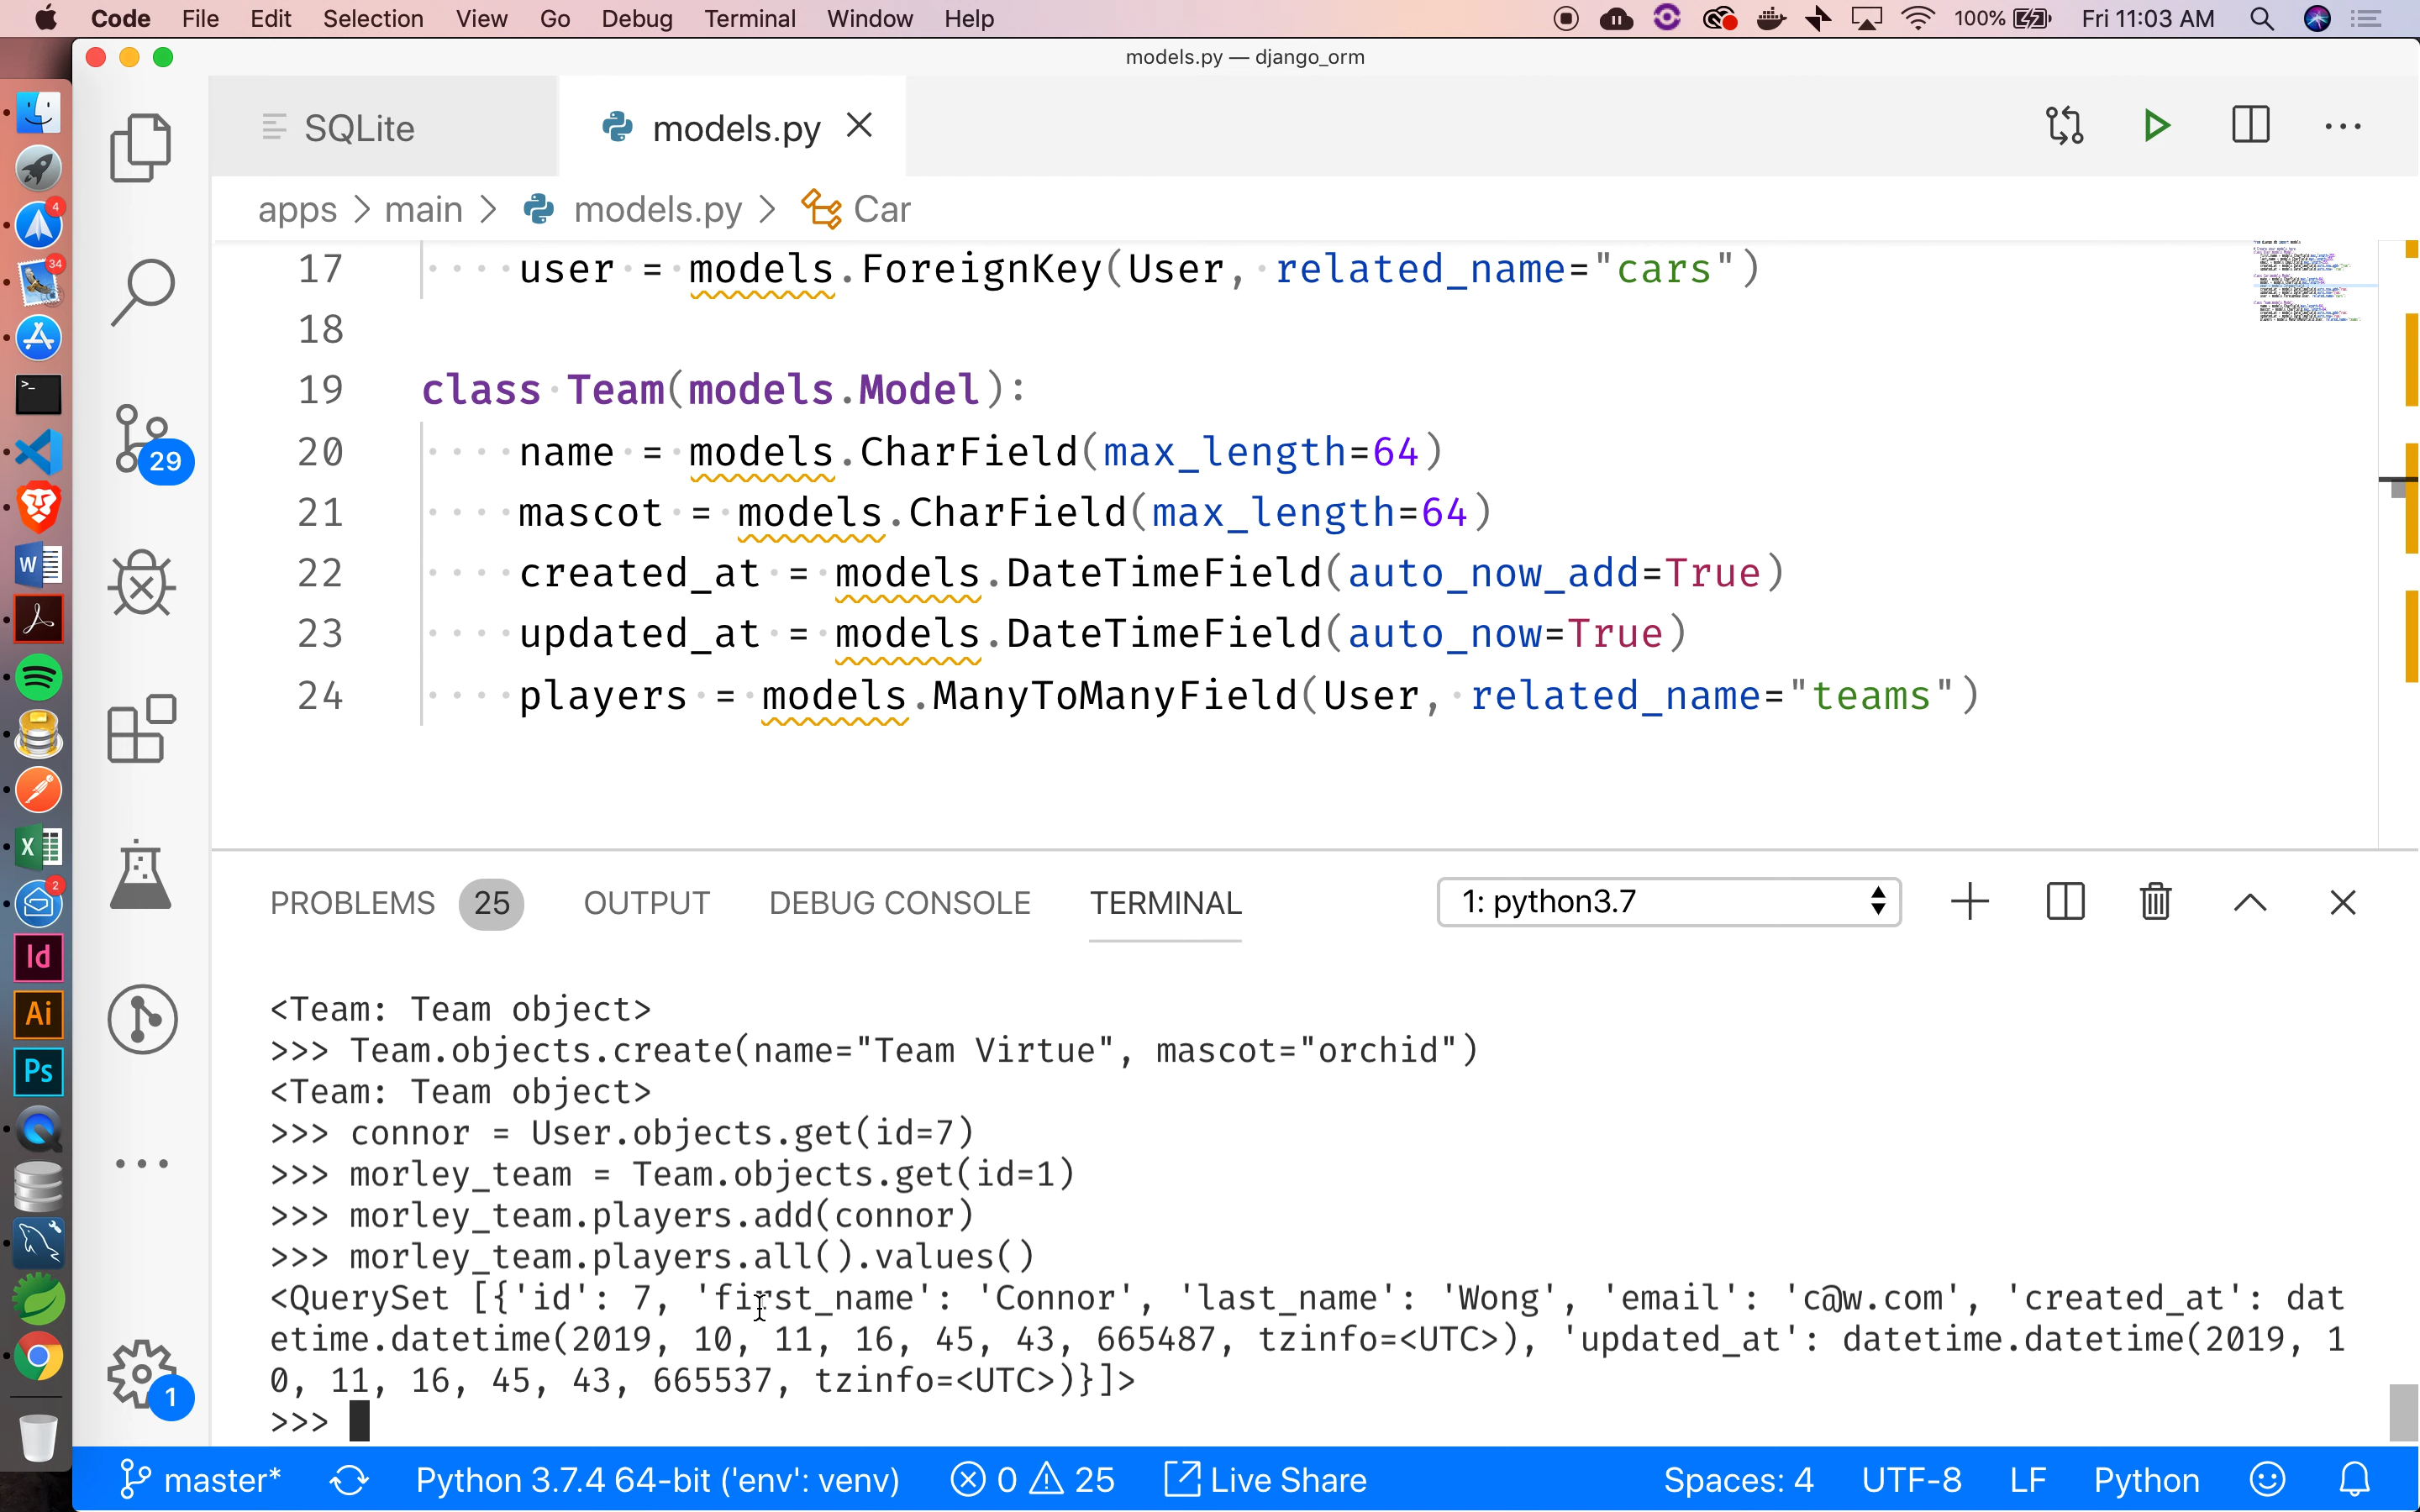 Code File Edit Selection View Go Debug Terminal Window Help 100% Fri 11:03 AM
models.py — django_orm
SQLite models.py
apps > main > models.py > Car
17 user = models.ForeignKey(User, related_name="cars")
18
19 class Team(models.Model):
20 name = models.CharField(max_length=64)
21 mascot = models.CharField(max_length=64)
22 created_at = models.DateTimeField(auto_now_add=True)
23 updated_at = models.DateTimeField(auto_now=True)
24 players = models.ManyToManyField(User, related_name="teams")
PROBLEMS 25 OUTPUT DEBUG CONSOLE TERMINAL 1: python3.7
<Team: Team object>
>>> Team.objects.create(name="Team Virtue", mascot="orchid")
<Team: Team object>
>>> connor = User.objects.get(id=7)
>>> morley_team = Team.objects.get(id=1)
>>> morley_team.players.add(connor)
>>> morley_team.players.all().values()
<QuerySet [{'id': 7, 'first_name': 'Connor', 'last_name': 'Wong', 'email': 'c@w.com', 'created_at': dat
etime.datetime(2019, 10, 11, 16, 45, 43, 665487, tzinfo=<UTC>), 'updated_at': datetime.datetime(2019, 1
0, 11, 16, 45, 43, 665537, tzinfo=<UTC>)}]>
>>>
master* Python 3.7.4 64-bit ('env': venv) 0 25 Live Share Spaces: 4 UTF-8 LF Python
4
34
W
X
2
Id
Ai
Ps
29
1